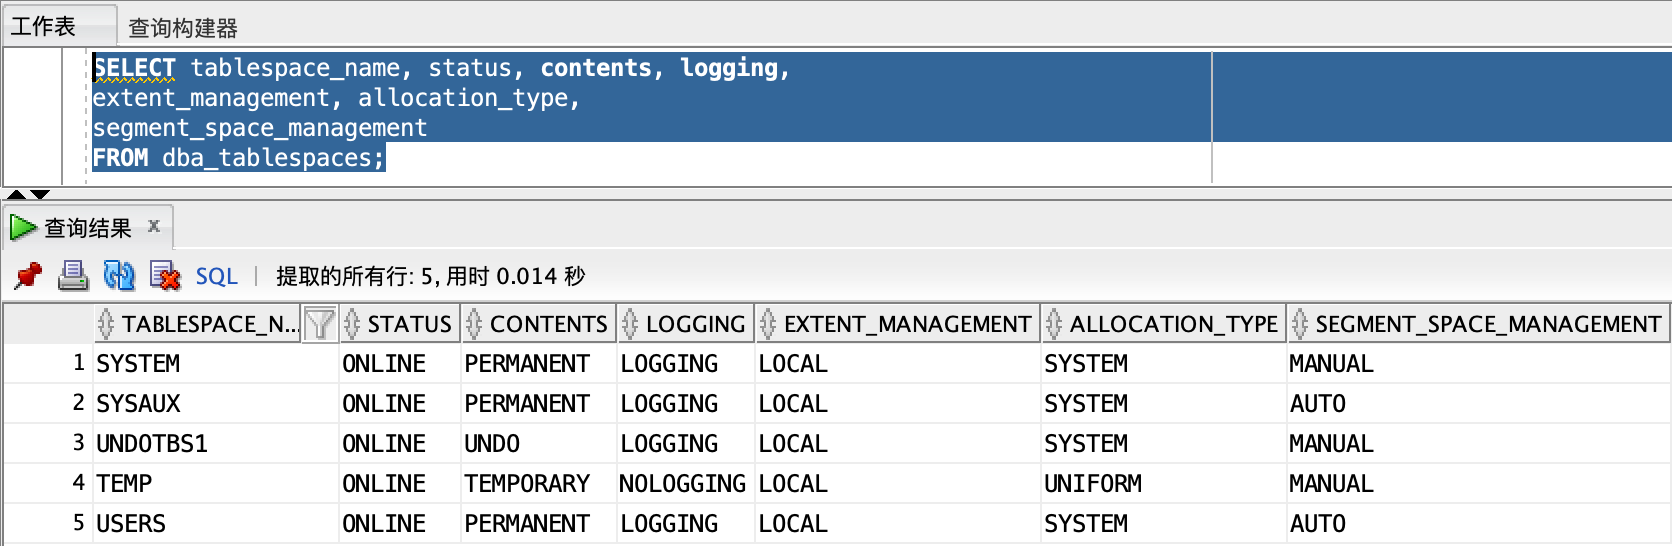 工作表 查询构建器
SELECT tablespace_name, status, contents, logging,
extent_management, allocation_type,
segment_space_management
FROM dba_tablespaces;
查询结果 x
SQL | 提取的所有行: 5, 用时 0.014 秒
TABLESPACE_N... STATUS CONTENTS LOGGING EXTENT_MANAGEMENT ALLOCATION_TYPE SEGMENT_SPACE_MANAGEMENT
1 SYSTEM ONLINE PERMANENT LOGGING LOCAL SYSTEM MANUAL
2 SYSAUX ONLINE PERMANENT LOGGING LOCAL SYSTEM AUTO
3 UNDOTBS1 ONLINE UNDO LOGGING LOCAL SYSTEM MANUAL
4 TEMP ONLINE TEMPORARY NOLOGGING LOCAL UNIFORM MANUAL
5 USERS ONLINE PERMANENT LOGGING LOCAL SYSTEM AUTO